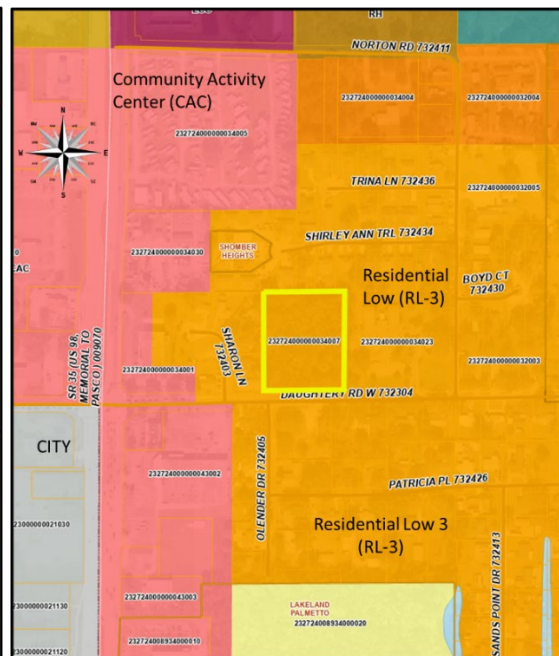 RH
NORTON RD 732411
Community Activity
Center (CAC)
232724000000034004
232724000000032004
232724000000034005
N
W
E
S
TRINA LN 732436
232724000000032005
SHIRLEY ANN TRL 732434
SHOMBER
HEIGHTS
232724000000034030
CAC
Residential
Low (RL-3)
BOYD CT
732430
SR 35 (US 98,
MEMORIAL TO
PASCO) 009070
SHARON LN
732403
232724000000034007
232724000000034023
232724000000034001
232724000000032003
DAUGHTERY RD W 732304
CITY
OLENDER DR 732405
232724000000043002
PATRICIA PL 732426
23000000021030
Residential Low 3
(RL-3)
SANDS POINT DR 732413
232724000000043003
LAKELAND
PALMETTO
232724008934000020
23000000021130
232724008934000010
23000000021120